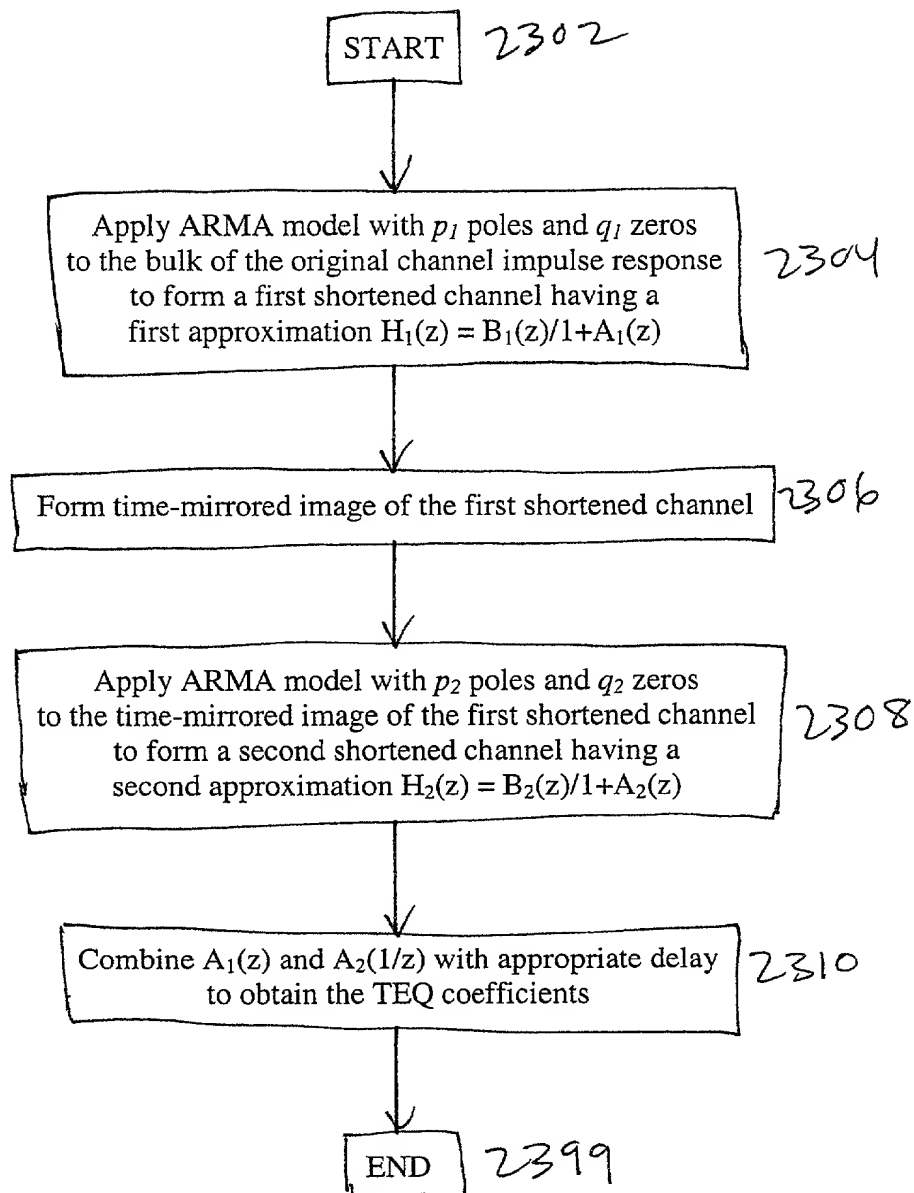 START 2302
Apply ARMA model with p₁ poles and q₁ zeros
to the bulk of the original channel impulse response
to form a first shortened channel having a
first approximation H₁(z) = B₁(z)/1+A₁(z)
2304
Form time-mirrored image of the first shortened channel 2306
Apply ARMA model with p₂ poles and q₂ zeros
to the time-mirrored image of the first shortened channel
to form a second shortened channel having a
second approximation H₂(z) = B₂(z)/1+A₂(z)
2308
Combine A₁(z) and A₂(1/z) with appropriate delay
to obtain the TEQ coefficients
2310
END 2399